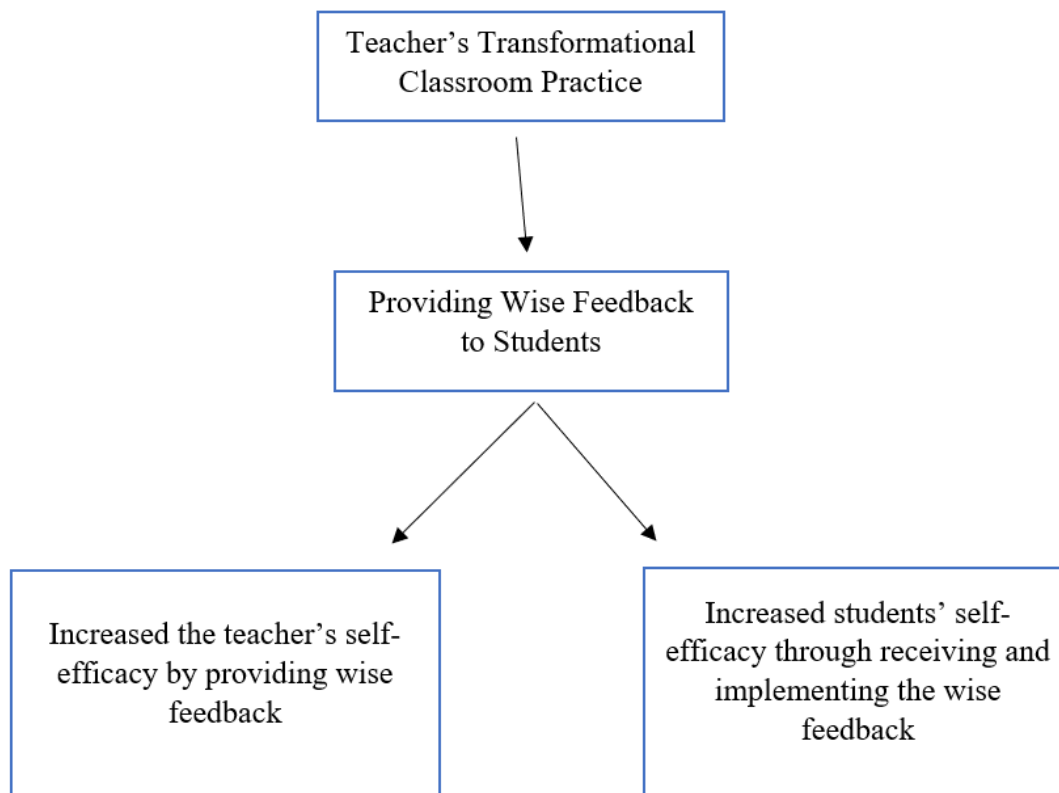 Teacher’s Transformational
Classroom Practice
Providing Wise Feedback
to Students
Increased the teacher’s self-
efficacy by providing wise
feedback
Increased students’ self-
efficacy through receiving and
implementing the wise
feedback